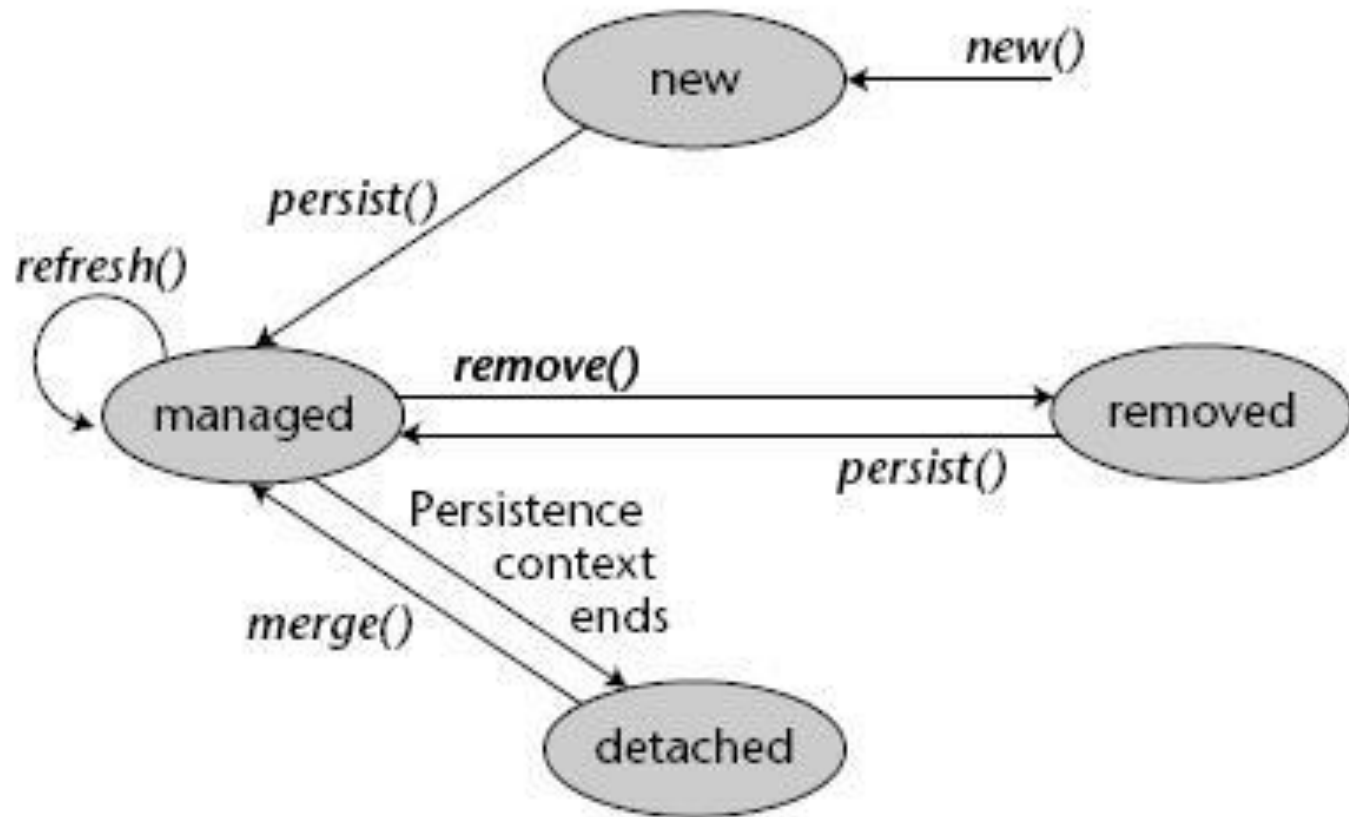 new()
new
persist()
refresh()
remove()
managed
removed
persist()
Persistence
context
ends
merge()
detached